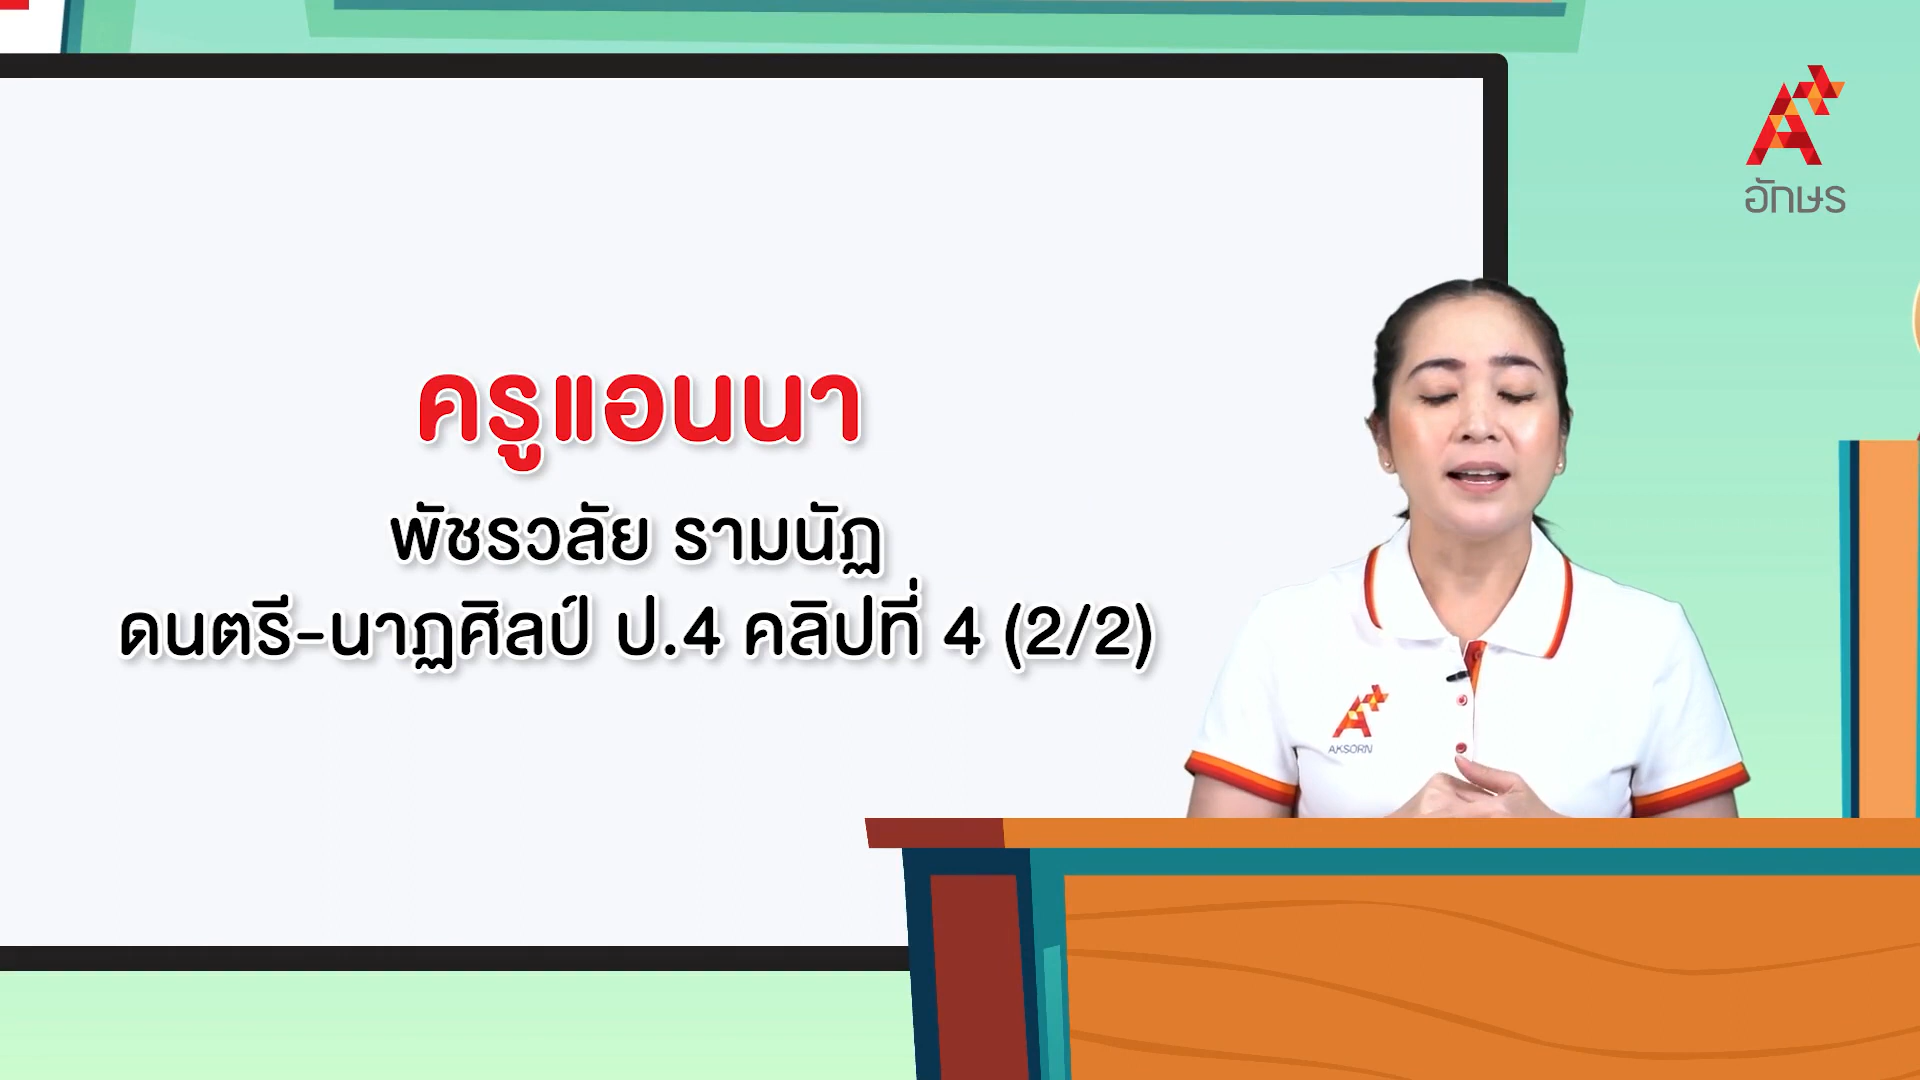 อักษร
ครูแอนนา
พัชรวลัย รามนัฏ
ดนตรี-นาฏศิลป์ ป.4 คลิปที่ 4 (2/2)
AKSORN